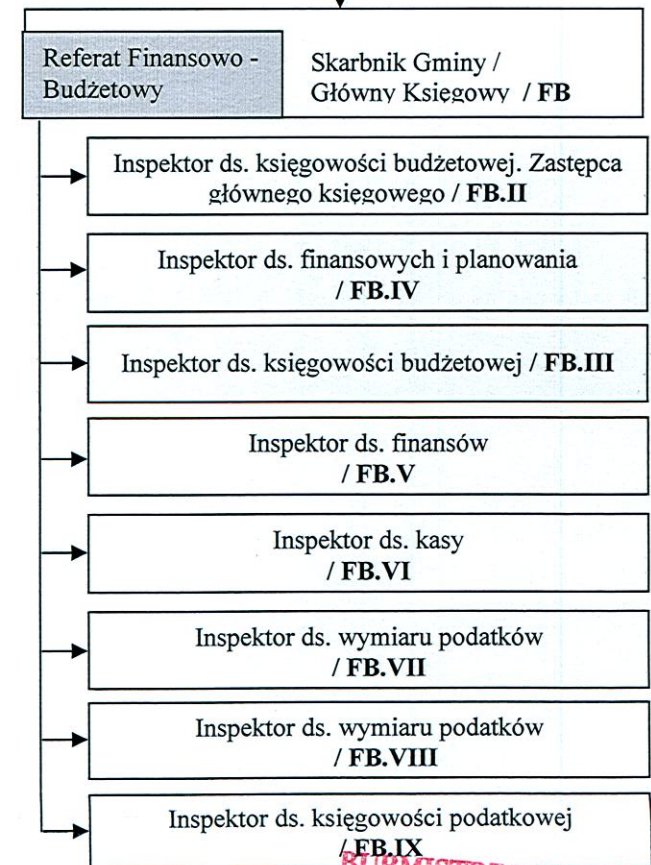 Referat Finansowo -
Budżetowy
Skarbnik Gminy /
Główny Księgowy / FB
Inspektor ds. księgowości budżetowej. Zastępca
głównego księgowego / FB.II
Inspektor ds. finansowych i planowania
/ FB.IV
Inspektor ds. księgowości budżetowej / FB.III
Inspektor ds. finansów
/ FB.V
Inspektor ds. kasy
/ FB.VI
Inspektor ds. wymiaru podatków
/ FB.VII
Inspektor ds. wymiaru podatków
/ FB.VIII
Inspektor ds. księgowości podatkowej
/ FB.IX